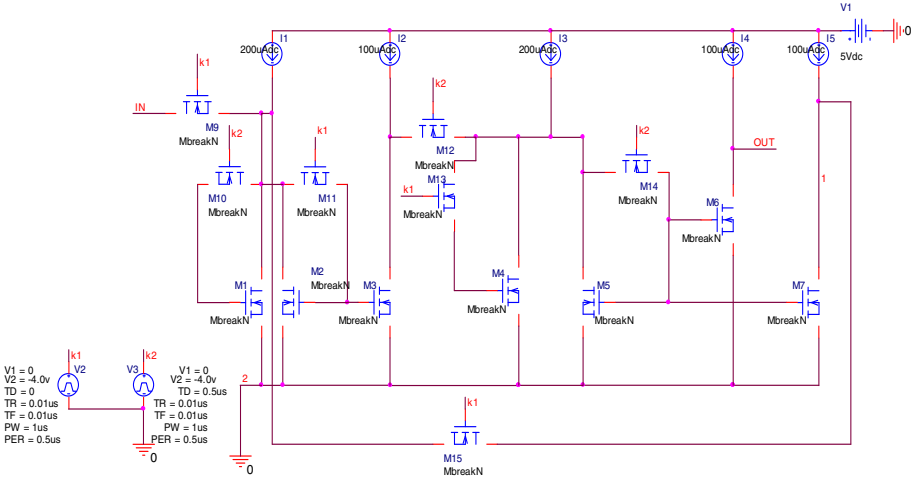 V1
I1
I2
I3
I4
I5
0
200uAdc
100uAdc
200uAdc
100uAdc
100uAdc
5Vdc
k1
k2
IN
M9
MbreakN
k2
k1
k2
M12
MbreakN
OUT
M10
MbreakN
M11
MbreakN
k1
M13
MbreakN
M14
MbreakN
M6
MbreakN
1
M1
MbreakN
M2
MbreakN
M3
MbreakN
M4
MbreakN
M5
MbreakN
M7
MbreakN
k1
k2
V2
V3
V1 = 0
V2 = -4.0v
TD = 0
TR = 0.01us
TF = 0.01us
PW = 1us
PER = 0.5us
V1 = 0
V2 = -4.0v
TD = 0.5us
TR = 0.01us
TF = 0.01us
PW = 1us
PER = 0.5us
0
2
0
k1
M15
MbreakN